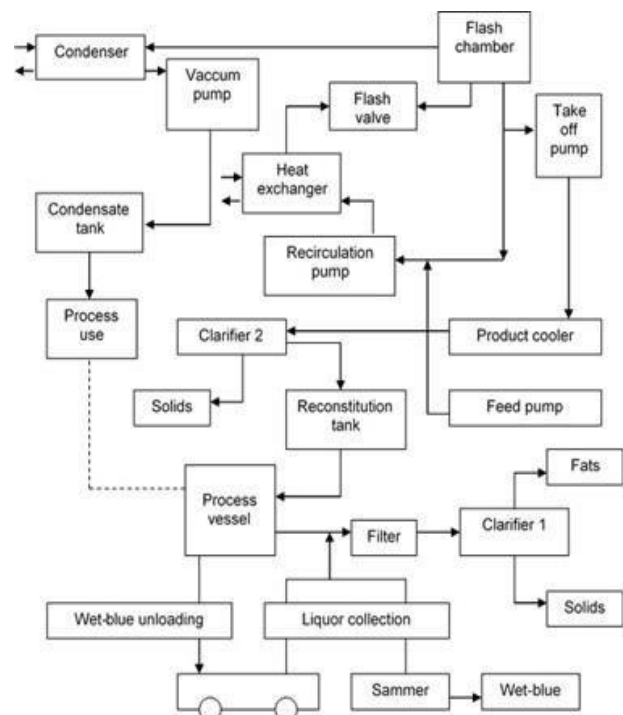 Condenser
Flash
chamber
Vaccum
pump
Flash
valve
Take
off
pump
Heat
exchanger
Condensate
tank
Recirculation
pump
Process
use
Clarifier 2
Product cooler
Solids
Reconstitution
tank
Feed pump
Fats
Process
vessel
Filter
Clarifier 1
Solids
Wet-blue unloading
Liquor collection
Sammer
Wet-blue